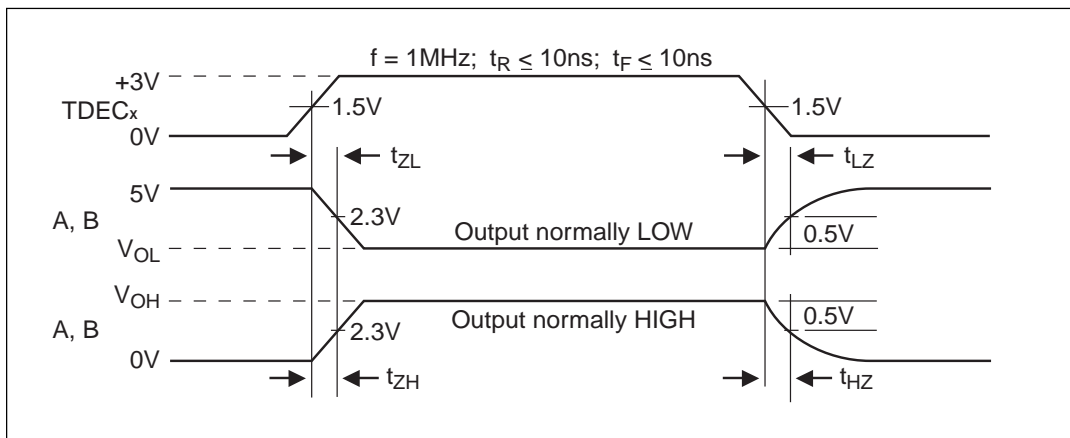 f = 1MHz; tR ≤ 10ns; tF ≤ 10ns
+3V
TDECx
1.5V
1.5V
0V
tZL
tLZ
5V
A, B
2.3V
Output normally LOW
0.5V
VOL
VOH
A, B
2.3V
Output normally HIGH
0.5V
0V
tZH
tHZ